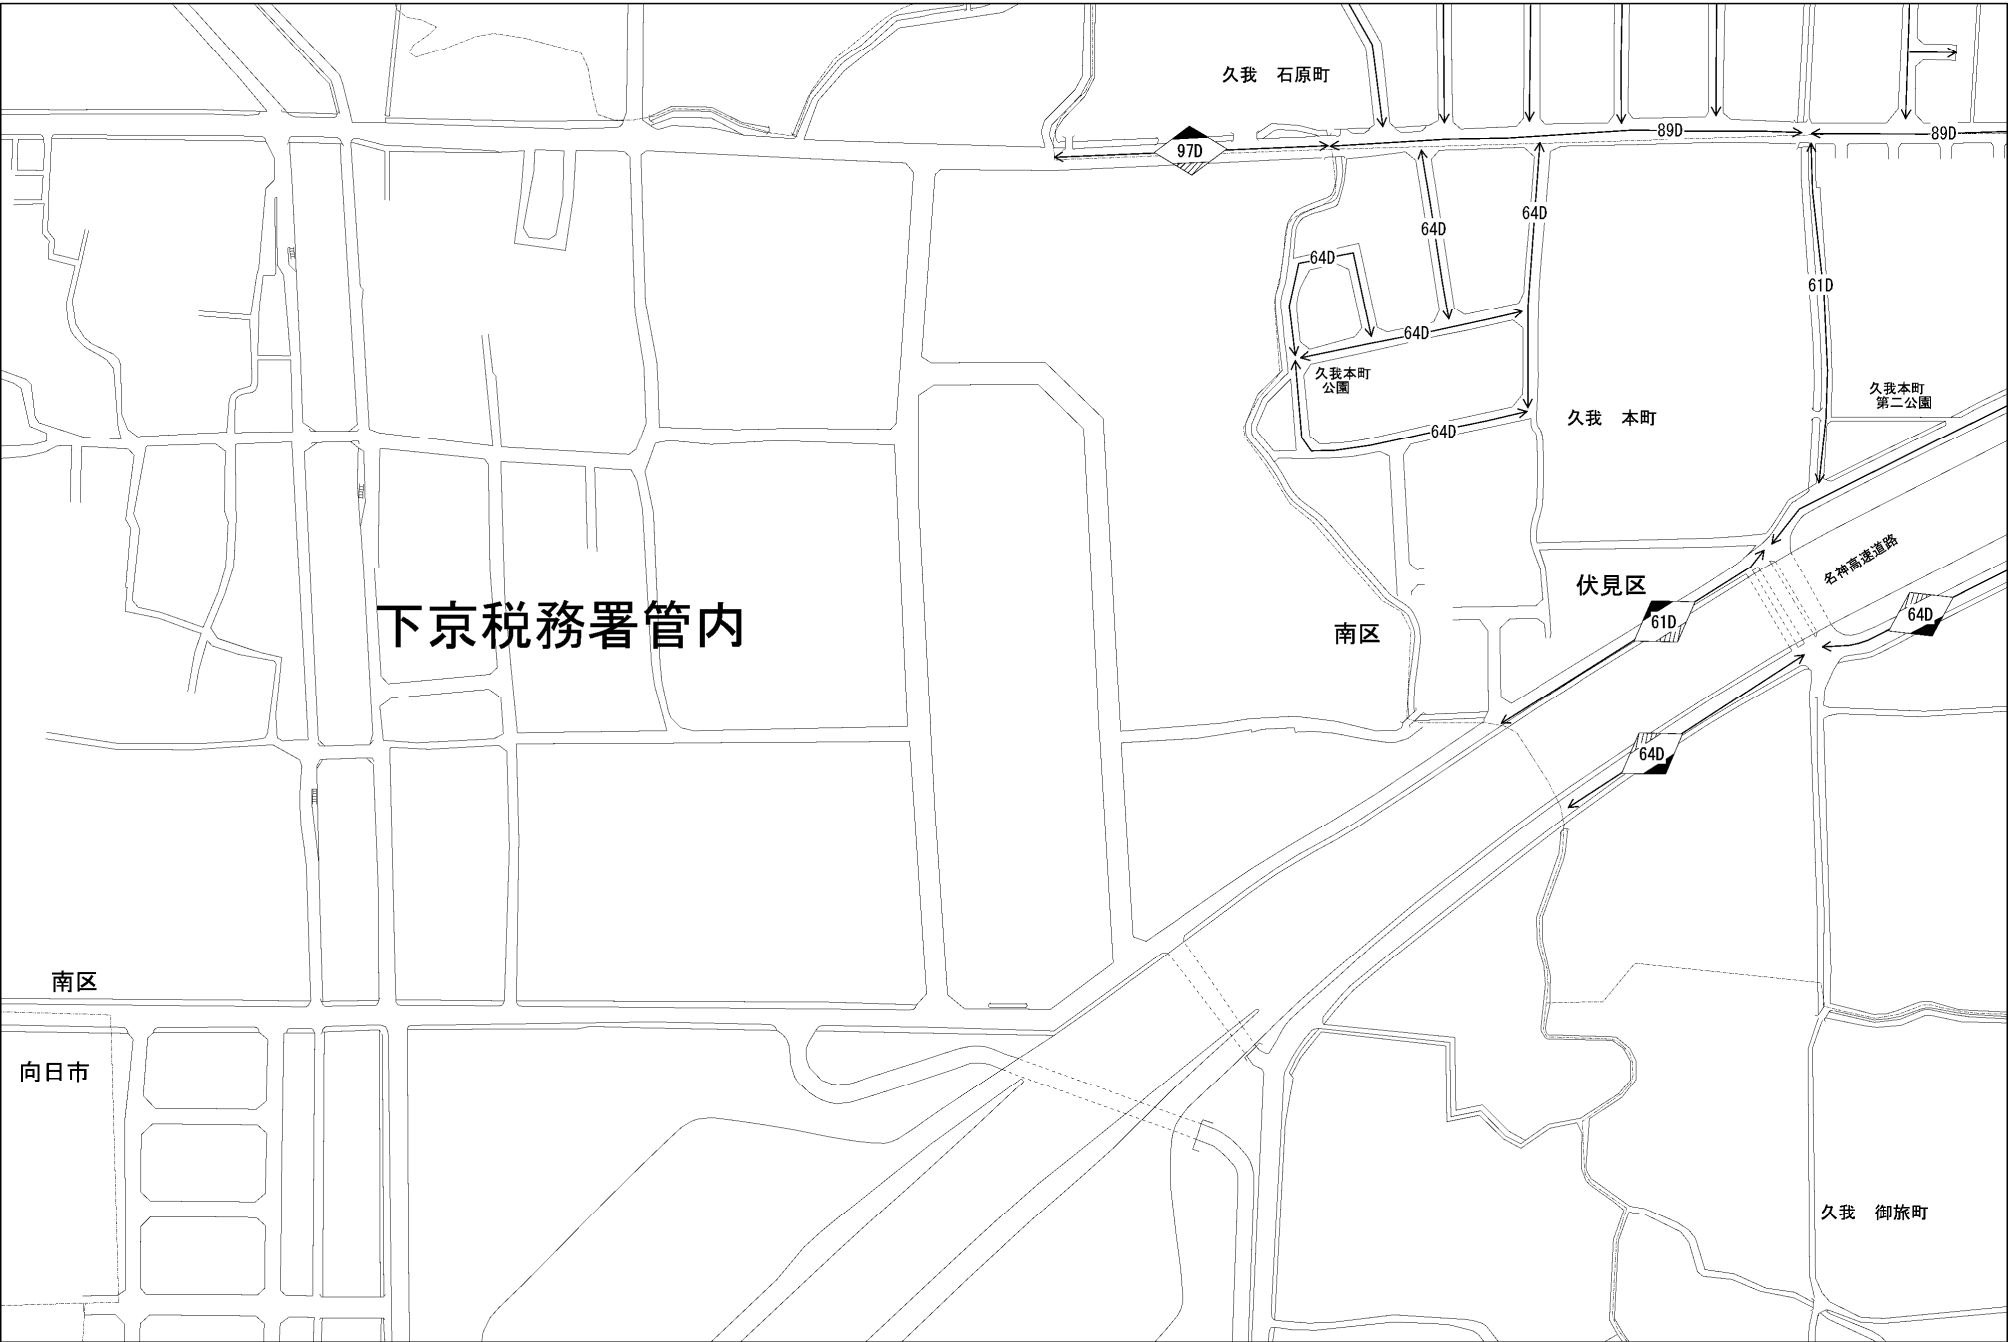 久我　石原町
89D
89D
97D
64D
64D
64D
61D
64D
久我本町
公園
久我本町
第二公園
久我　本町
64D
名神高速道路
伏見区
64D
61D
下京税務署管内
南区
64D
南区
向日市
久我　御旅町